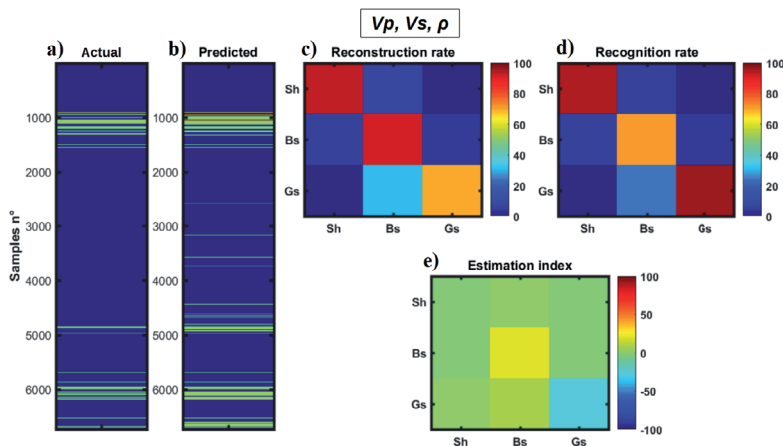 Vp, Vs, ρ
a) Actual
b) Predicted
c) Reconstruction rate
d) Recognition rate
Samples n°
1000
2000
3000
4000
5000
6000
1000
2000
3000
4000
5000
6000
Sh
Bs
Gs
Sh Bs Gs
100
80
60
40
20
0
Sh
Bs
Gs
Sh Bs Gs
100
80
60
40
20
0
e) Estimation index
Sh
Bs
Gs
Sh Bs Gs
100
50
0
-50
-100